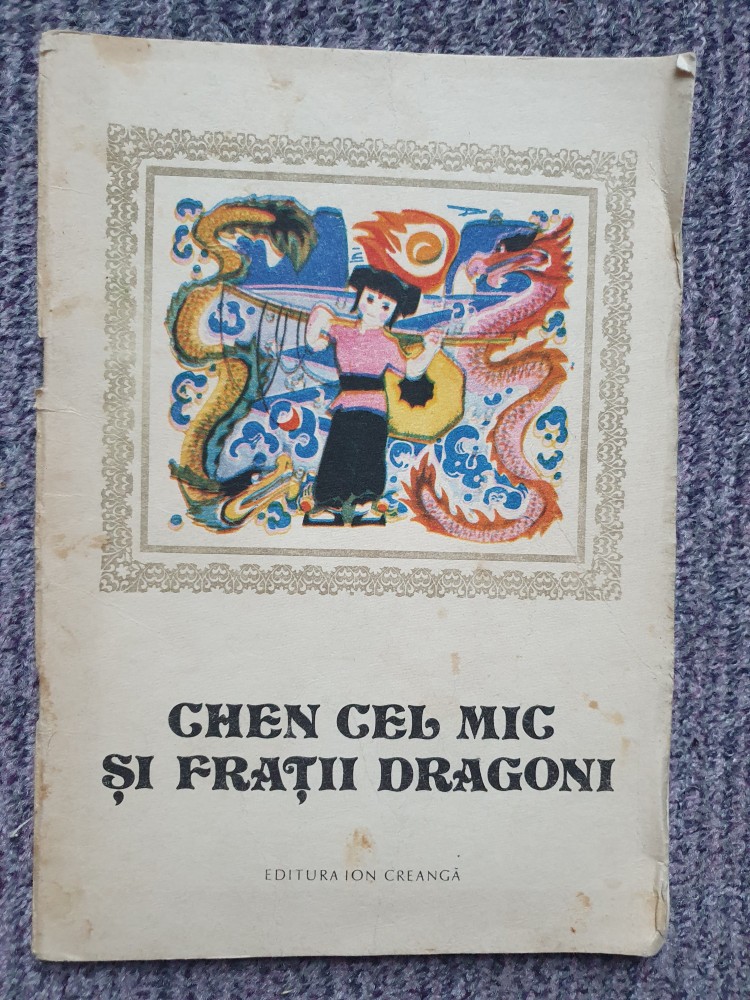 CHEN CEL MIC
ȘI FRAȚII DRAGONI
EDITURA ION CREANGĂ